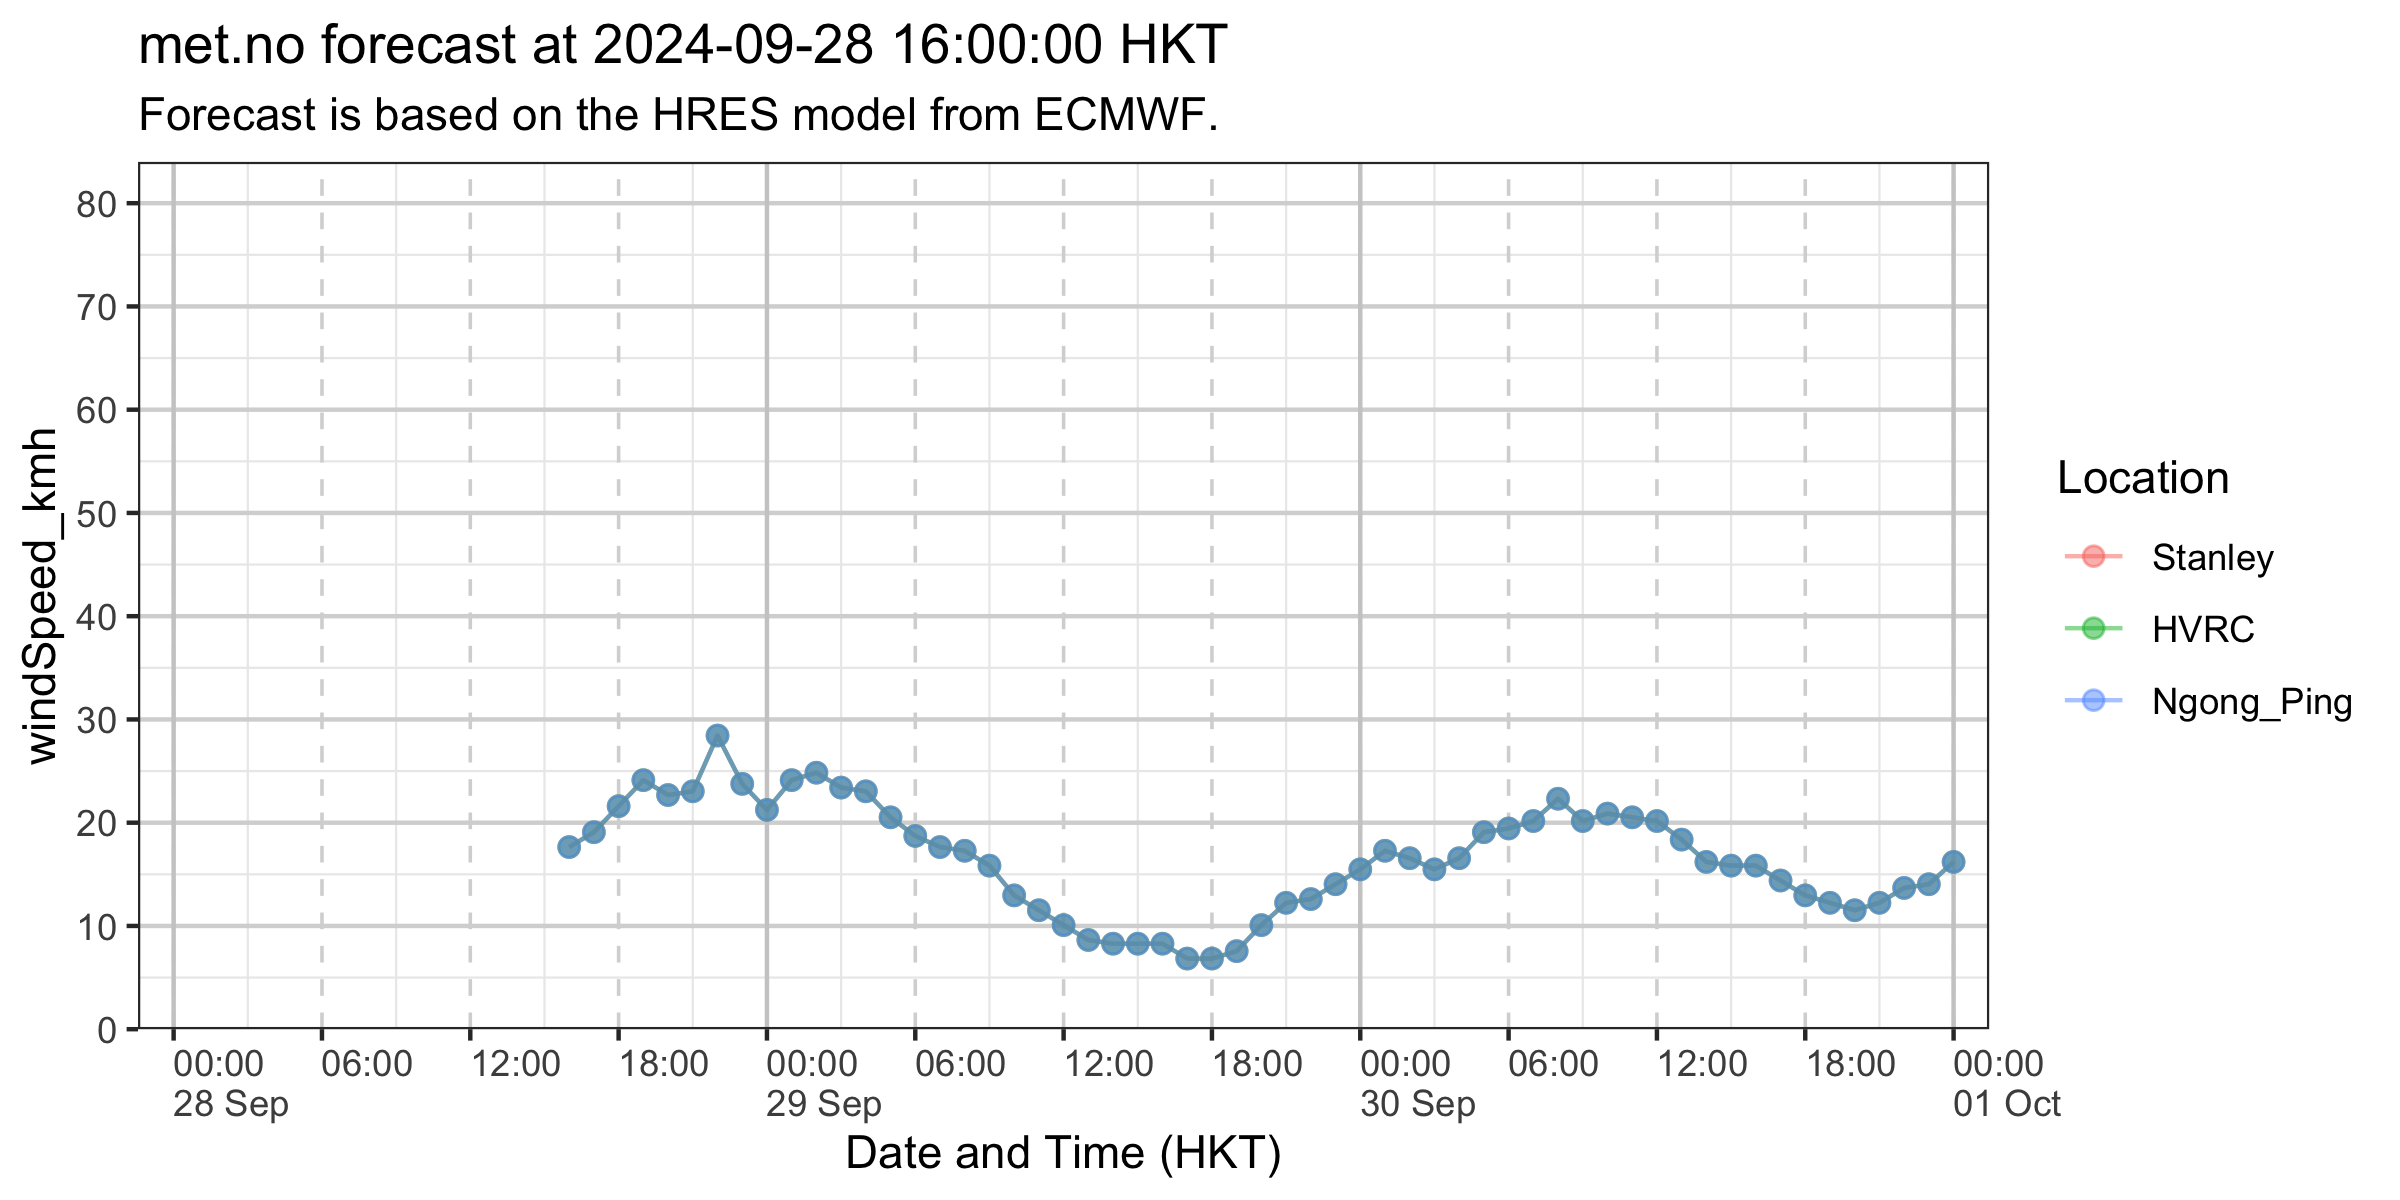 met.no forecast at 2024-09-28 16:00:00 HKT
Forecast is based on the HRES model from ECMWF.
windSpeed_kmh
80
70
60
50
40
30
20
10
0
00:00 06:00 12:00 18:00 00:00 06:00 12:00 18:00 00:00 06:00 12:00 18:00 00:00
28 Sep 29 Sep 30 Sep 01 Oct
Date and Time (HKT)
Location
Stanley
HVRC
Ngong_Ping